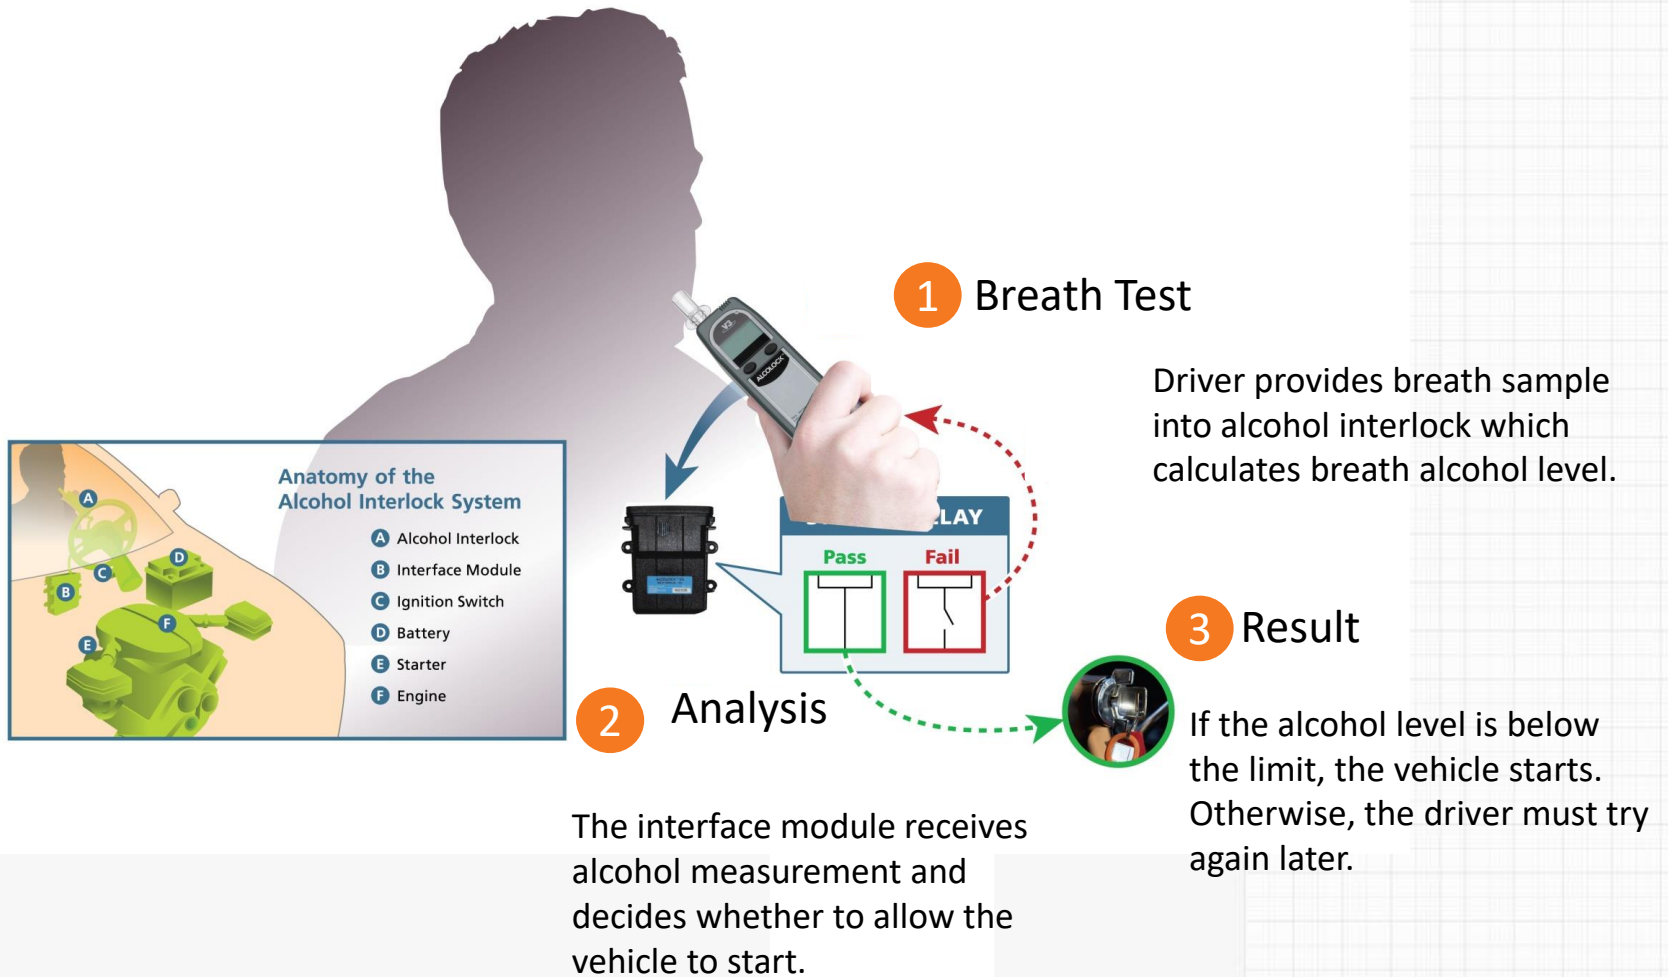 1 Breath Test
Driver provides breath sample
into alcohol interlock which
calculates breath alcohol level.
V3
ALCOLOCK
Anatomy of the
Alcohol Interlock System
A Alcohol Interlock
B Interface Module
C Ignition Switch
D Battery
E Starter
F Engine
A
B
C
D
E
F
Pass Fail
2 Analysis
The interface module receives
alcohol measurement and
decides whether to allow the
vehicle to start.
3 Result
If the alcohol level is below
the limit, the vehicle starts.
Otherwise, the driver must try
again later.